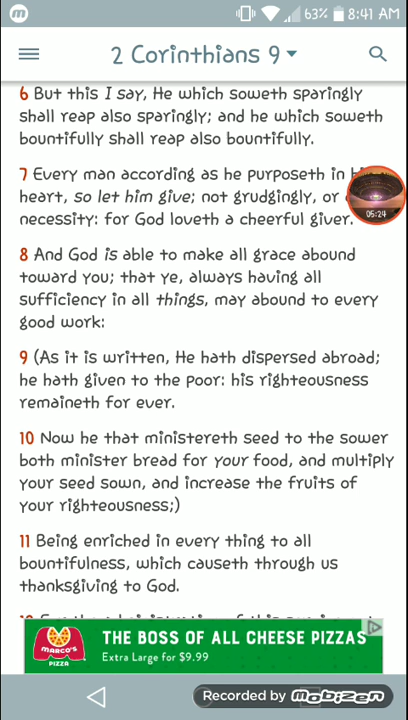 63% 8:41 AM
2 Corinthians 9
6 But this I say, He which soweth sparingly
shall reap also sparingly; and he which soweth
bountifully shall reap also bountifully.
7 Every man according as he purposeth in
heart, so let him give; not grudgingly, or
necessity: for God loveth a cheerful giver.
05:24
8 And God is able to make all grace abound
toward you; that ye, always having all
sufficiency in all things, may abound to every
good work:
9 (As it is written, He hath dispersed abroad;
he hath given to the poor: his righteousness
remaineth for ever.
10 Now he that ministereth seed to the sower
both minister bread for your food, and multiply
your seed sown, and increase the fruits of
your righteousness;)
11 Being enriched in every thing to all
bountifulness, which causeth through us
thanksgiving to God.
MARCO'S
PIZZA
THE BOSS OF ALL CHEESE PIZZAS
Extra Large for $9.99
Recorded by mobizen